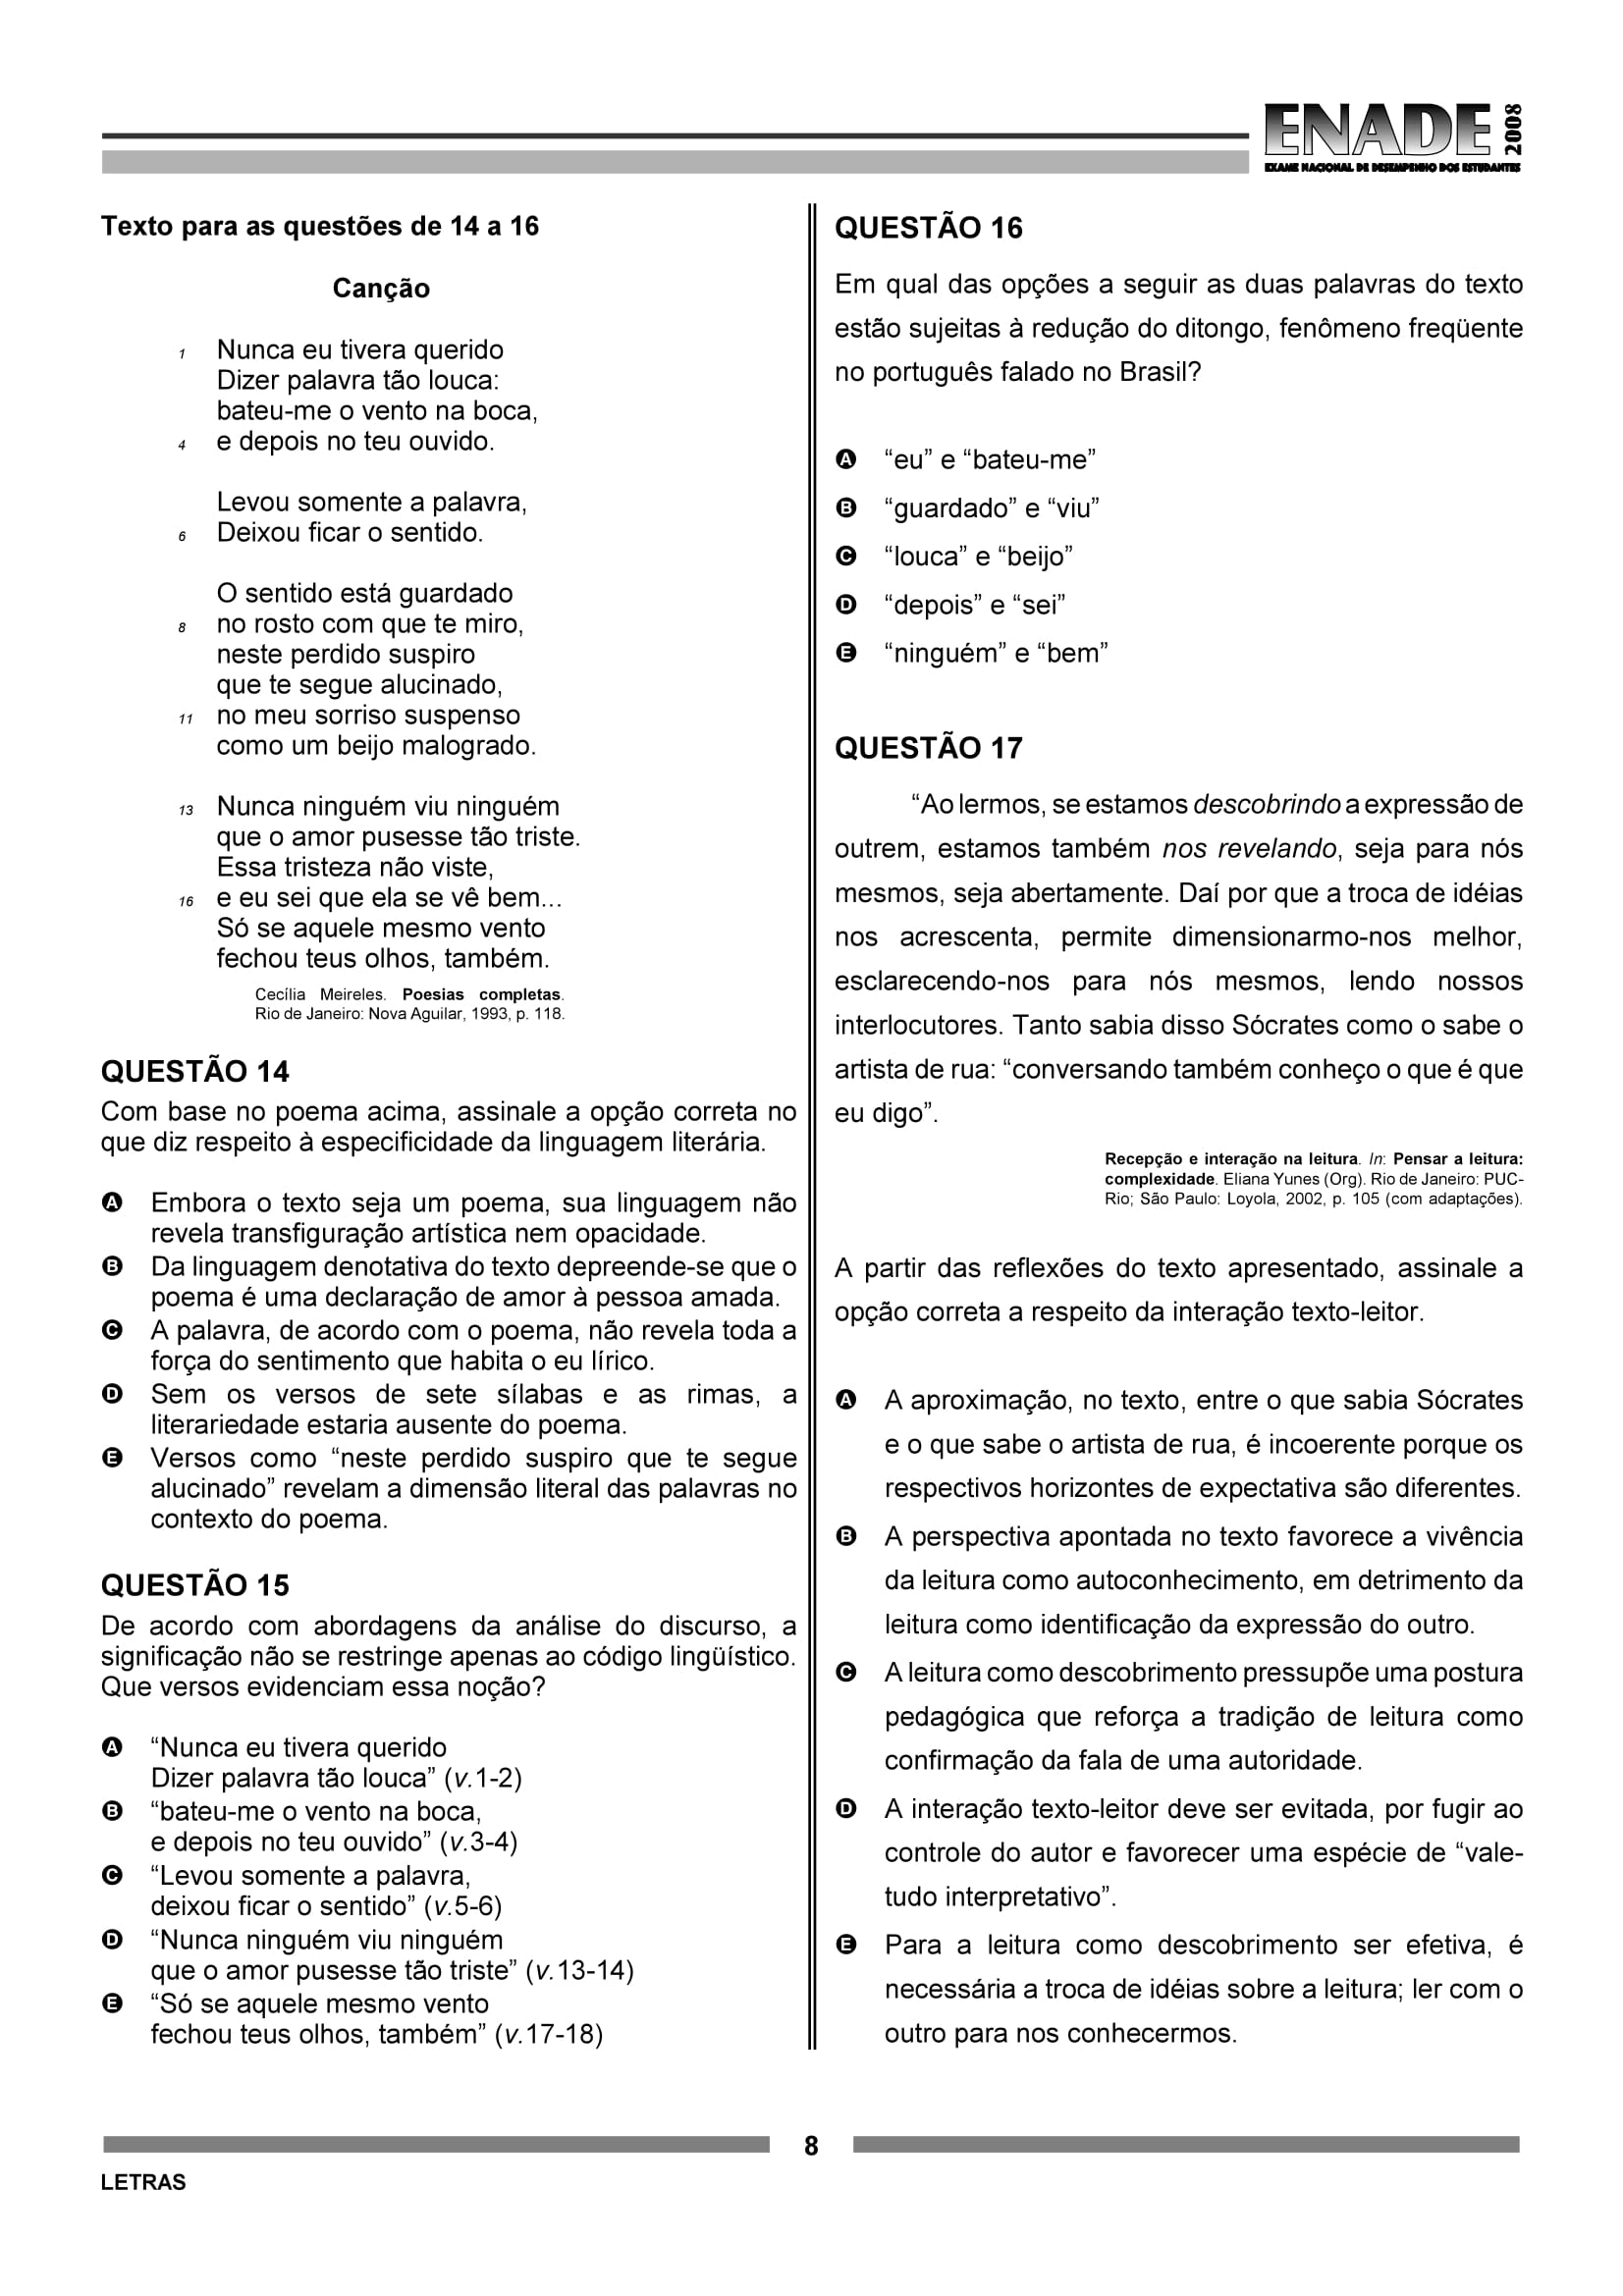 ENADE 2008
EXAME NACIONAL DE DESEMPENHO DOS ESTUDANTES
Texto para as questões de 14 a 16
Canção
1 Nunca eu tivera querido
Dizer palavra tão louca:
bateu-me o vento na boca,
4 e depois no teu ouvido.
Levou somente a palavra,
6 Deixou ficar o sentido.
O sentido está guardado
8 no rosto com que te miro,
neste perdido suspiro
que te segue alucinado,
11 no meu sorriso suspenso
como um beijo malogrado.
13 Nunca ninguém viu ninguém
que o amor pusesse tão triste.
Essa tristeza não viste,
16 e eu sei que ela se vê bem...
Só se aquele mesmo vento
fechou teus olhos, também.
Cecília Meireles. Poesias completas.
Rio de Janeiro: Nova Aguilar, 1993, p. 118.
QUESTÃO 14
Com base no poema acima, assinale a opção correta no
que diz respeito à especificidade da linguagem literária.
A Embora o texto seja um poema, sua linguagem não
revela transfiguração artística nem opacidade.
B Da linguagem denotativa do texto depreende-se que o
poema é uma declaração de amor à pessoa amada.
C A palavra, de acordo com o poema, não revela toda a
força do sentimento que habita o eu lírico.
D Sem os versos de sete sílabas e as rimas, a
literariedade estaria ausente do poema.
E Versos como “neste perdido suspiro que te segue
alucinado” revelam a dimensão literal das palavras no
contexto do poema.
QUESTÃO 15
De acordo com abordagens da análise do discurso, a
significação não se restringe apenas ao código lingüístico.
Que versos evidenciam essa noção?
A “Nunca eu tivera querido
Dizer palavra tão louca” (v.1-2)
B “bateu-me o vento na boca,
e depois no teu ouvido” (v.3-4)
C “Levou somente a palavra,
deixou ficar o sentido” (v.5-6)
D “Nunca ninguém viu ninguém
que o amor pusesse tão triste” (v.13-14)
E “Só se aquele mesmo vento
fechou teus olhos, também” (v.17-18)
QUESTÃO 16
Em qual das opções a seguir as duas palavras do texto
estão sujeitas à redução do ditongo, fenômeno freqüente
no português falado no Brasil?
A “eu” e “bateu-me”
B “guardado” e “viu”
C “louca” e “beijo”
D “depois” e “sei”
E “ninguém” e “bem”
QUESTÃO 17
“Ao lermos, se estamos descobrindo a expressão de
outrem, estamos também nos revelando, seja para nós
mesmos, seja abertamente. Daí por que a troca de idéias
nos acrescenta, permite dimensionarmo-nos melhor,
esclarecendo-nos para nós mesmos, lendo nossos
interlocutores. Tanto sabia disso Sócrates como o sabe o
artista de rua: “conversando também conheço o que é que
eu digo”.
Recepção e interação na leitura. In: Pensar a leitura:
complexidade. Eliana Yunes (Org). Rio de Janeiro: PUC-
Rio; São Paulo: Loyola, 2002, p. 105 (com adaptações).
A partir das reflexões do texto apresentado, assinale a
opção correta a respeito da interação texto-leitor.
A A aproximação, no texto, entre o que sabia Sócrates
e o que sabe o artista de rua, é incoerente porque os
respectivos horizontes de expectativa são diferentes.
B A perspectiva apontada no texto favorece a vivência
da leitura como autoconhecimento, em detrimento da
leitura como identificação da expressão do outro.
C A leitura como descobrimento pressupõe uma postura
pedagógica que reforça a tradição de leitura como
confirmação da fala de uma autoridade.
D A interação texto-leitor deve ser evitada, por fugir ao
controle do autor e favorecer uma espécie de “vale-
tudo interpretativo”.
E Para a leitura como descobrimento ser efetiva, é
necessária a troca de idéias sobre a leitura; ler com o
outro para nos conhecermos.
8
LETRAS